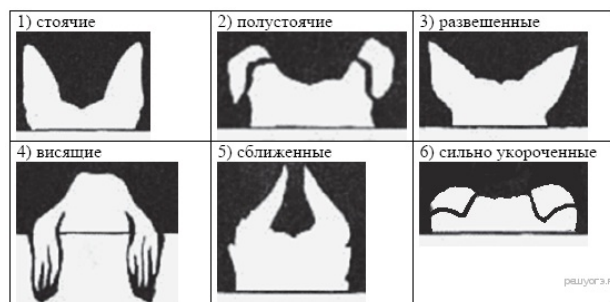 1) стоячие
2) полустоячие
3) развешенные
4) висящие
5) сближенные
6) сильно укороченные